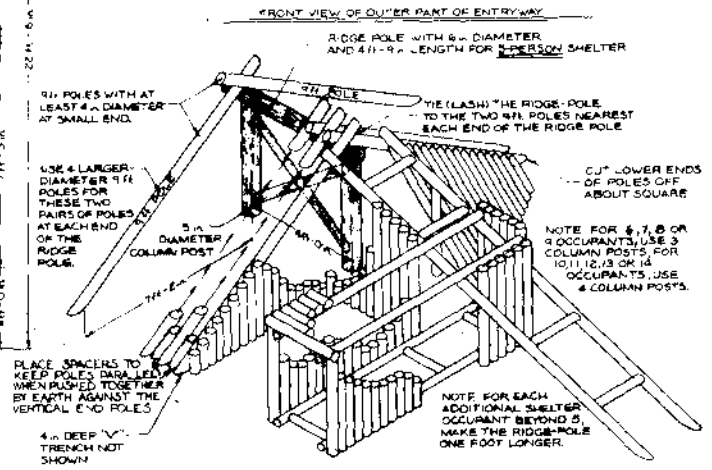 FRONT VIEW OF OUTER PART OF ENTRYWAY
RIDGE POLE WITH 6 in DIAMETER
AND 4 ft-9 in LENGTH FOR 5-PERSON SHELTER
9 ft POLES WITH AT
LEAST 4 in DIAMETER
AT SMALL END.
9 ft POLE
TIE (LASH) THE RIDGE-POLE
TO THE TWO 9 ft. POLES NEAREST
EACH END OF THE RIDGE POLE
USE 4 LARGER-
DIAMETER 9 ft
POLES FOR
THESE TWO
PAIRS OF POLES
AT EACH END
OF THE
RIDGE
POLE.
9 ft POLE
5 in
DIAMETER
COLUMN POST
CUT LOWER ENDS
OF POLES OFF
ABOUT SQUARE
NOTE FOR 6, 7, 8 OR
9 OCCUPANTS, USE 3
COLUMN POSTS, FOR
10, 11, 12, 13 OR 14
OCCUPANTS, USE
4 COLUMN POSTS.
PLACE SPACERS TO
KEEP POLES PARALLEL
WHEN PUSHED TOGETHER
BY EARTH AGAINST THE
VERTICAL END POLES
4 in DEEP "V"
TRENCH NOT
SHOWN
NOTE FOR EACH
ADDITIONAL SHELTER
OCCUPANT BEYOND 5,
MAKE THE RIDGE-POLE
ONE FOOT LONGER.